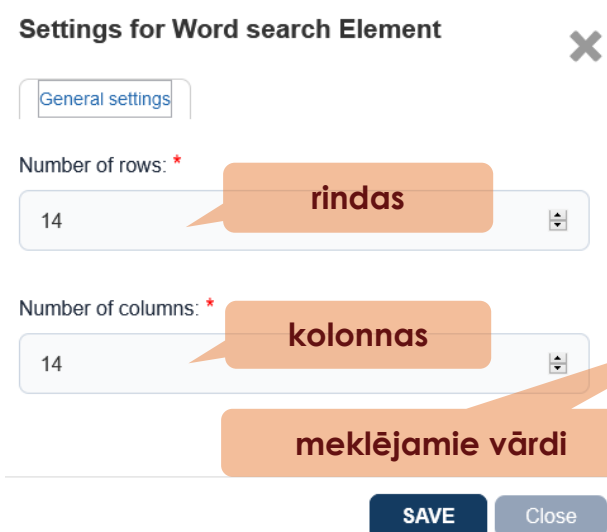 Settings for Word search Element
General settings
Number of rows: *
14
rindas
Number of columns: *
14
kolonnas
meklējamie vārdi
SAVE
Close